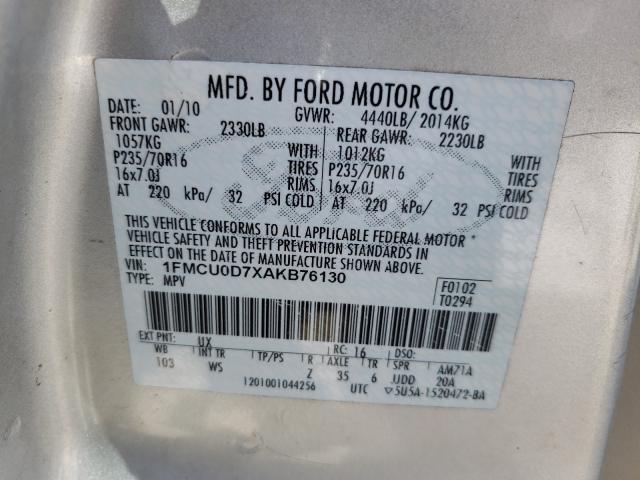 MFD. BY FORD MOTOR CO.
DATE: 01/10 GVWR: 4440LB/ 2014KG
FRONT GAWR: 2330LB REAR GAWR: 2230LB
1057KG WITH 1012KG WITH
P235/70R16 TIRES P235/70R16 TIRES
16x7.0J RIMS 16x7.0J RIMS
AT 220 kPa/ 32 PSI COLD AT 220 kPa/ 32 PSI COLD
THIS VEHICLE CONFORMS TO ALL APPLICABLE FEDERAL MOTOR
VEHICLE SAFETY AND THEFT PREVENTION STANDARDS IN
EFFECT ON THE DATE OF MANUFACTURE SHOWN ABOVE.
VIN: 1FMCU0D7XAKB76130 F0102
TYPE: MPV T0294
EXT PNT: UX RC: 16 DSO:
WB INT TR TP/PS R AXLE TR SPR AM71A
103 WS Z 35 6 JJDD 20A
1201001044256 UTC ▽5U5A-1520472-BA
Ford